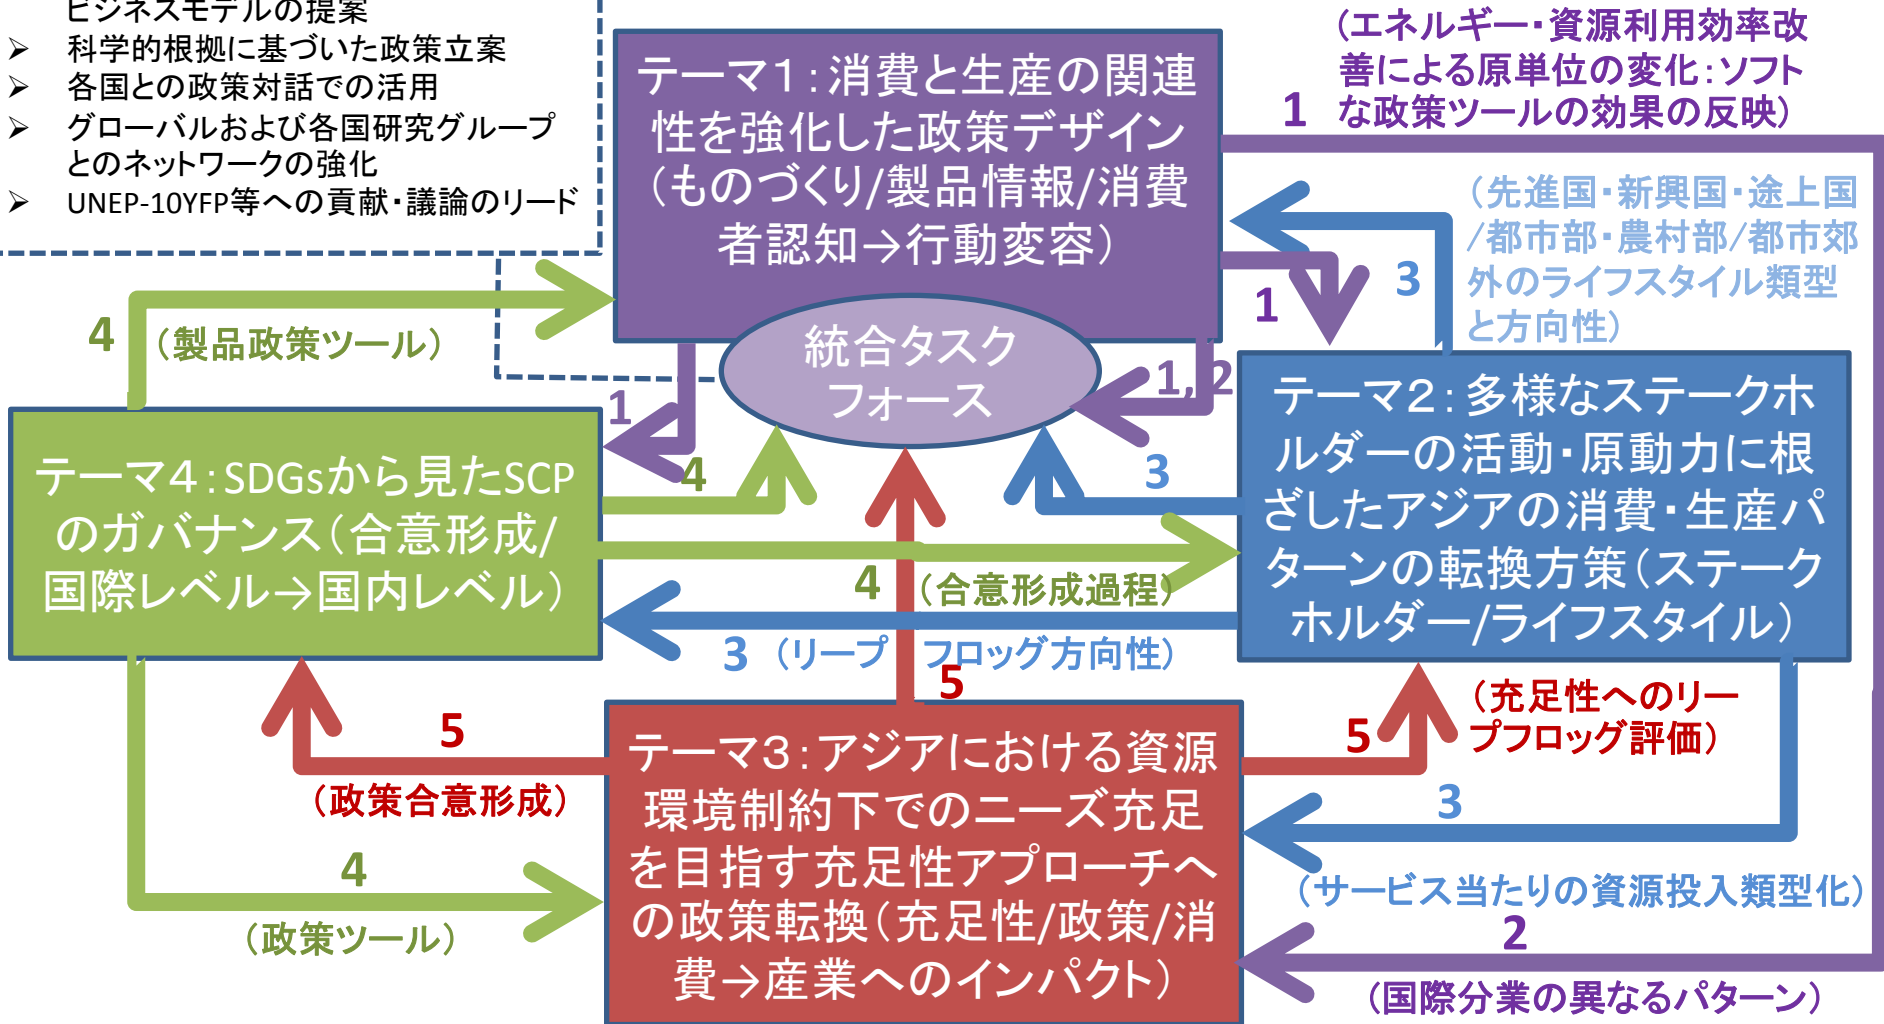 ビジネスモデルの提案
➢ 科学的根拠に基づいた政策立案
➢ 各国との政策対話での活用
➢ グローバルおよび各国研究グループ
とのネットワークの強化
➢ UNEP-10YFP等への貢献・議論のリード
テーマ1：消費と生産の関連
性を強化した政策デザイン
（ものづくり/製品情報/消費
者認知→行動変容）
（エネルギー・資源利用効率改
善による原単位の変化：ソフト
な政策ツールの効果の反映）
1
（先進国・新興国・途上国
/都市部・農村部/都市郊
外のライフスタイル類型
と方向性）
3
1
4
（製品政策ツール）
統合タスク
フォース
1
1, 2
テーマ4：SDGsから見たSCP
のガバナンス（合意形成/
国際レベル→国内レベル）
テーマ2：多様なステークホ
ルダーの活動・原動力に根
ざしたアジアの消費・生産パ
ターンの転換方策（ステーク
ホルダー/ライフスタイル）
4
3
4
（合意形成過程）
3
（リープフロッグ方向性）
5
5
（政策合意形成）
5
（充足性へのリー
プフロッグ評価）
テーマ3：アジアにおける資源
環境制約下でのニーズ充足
を目指す充足性アプローチへ
の政策転換（充足性/政策/消
費→産業へのインパクト）
3
（サービス当たりの資源投入類型化）
4
（政策ツール）
2
（国際分業の異なるパターン）